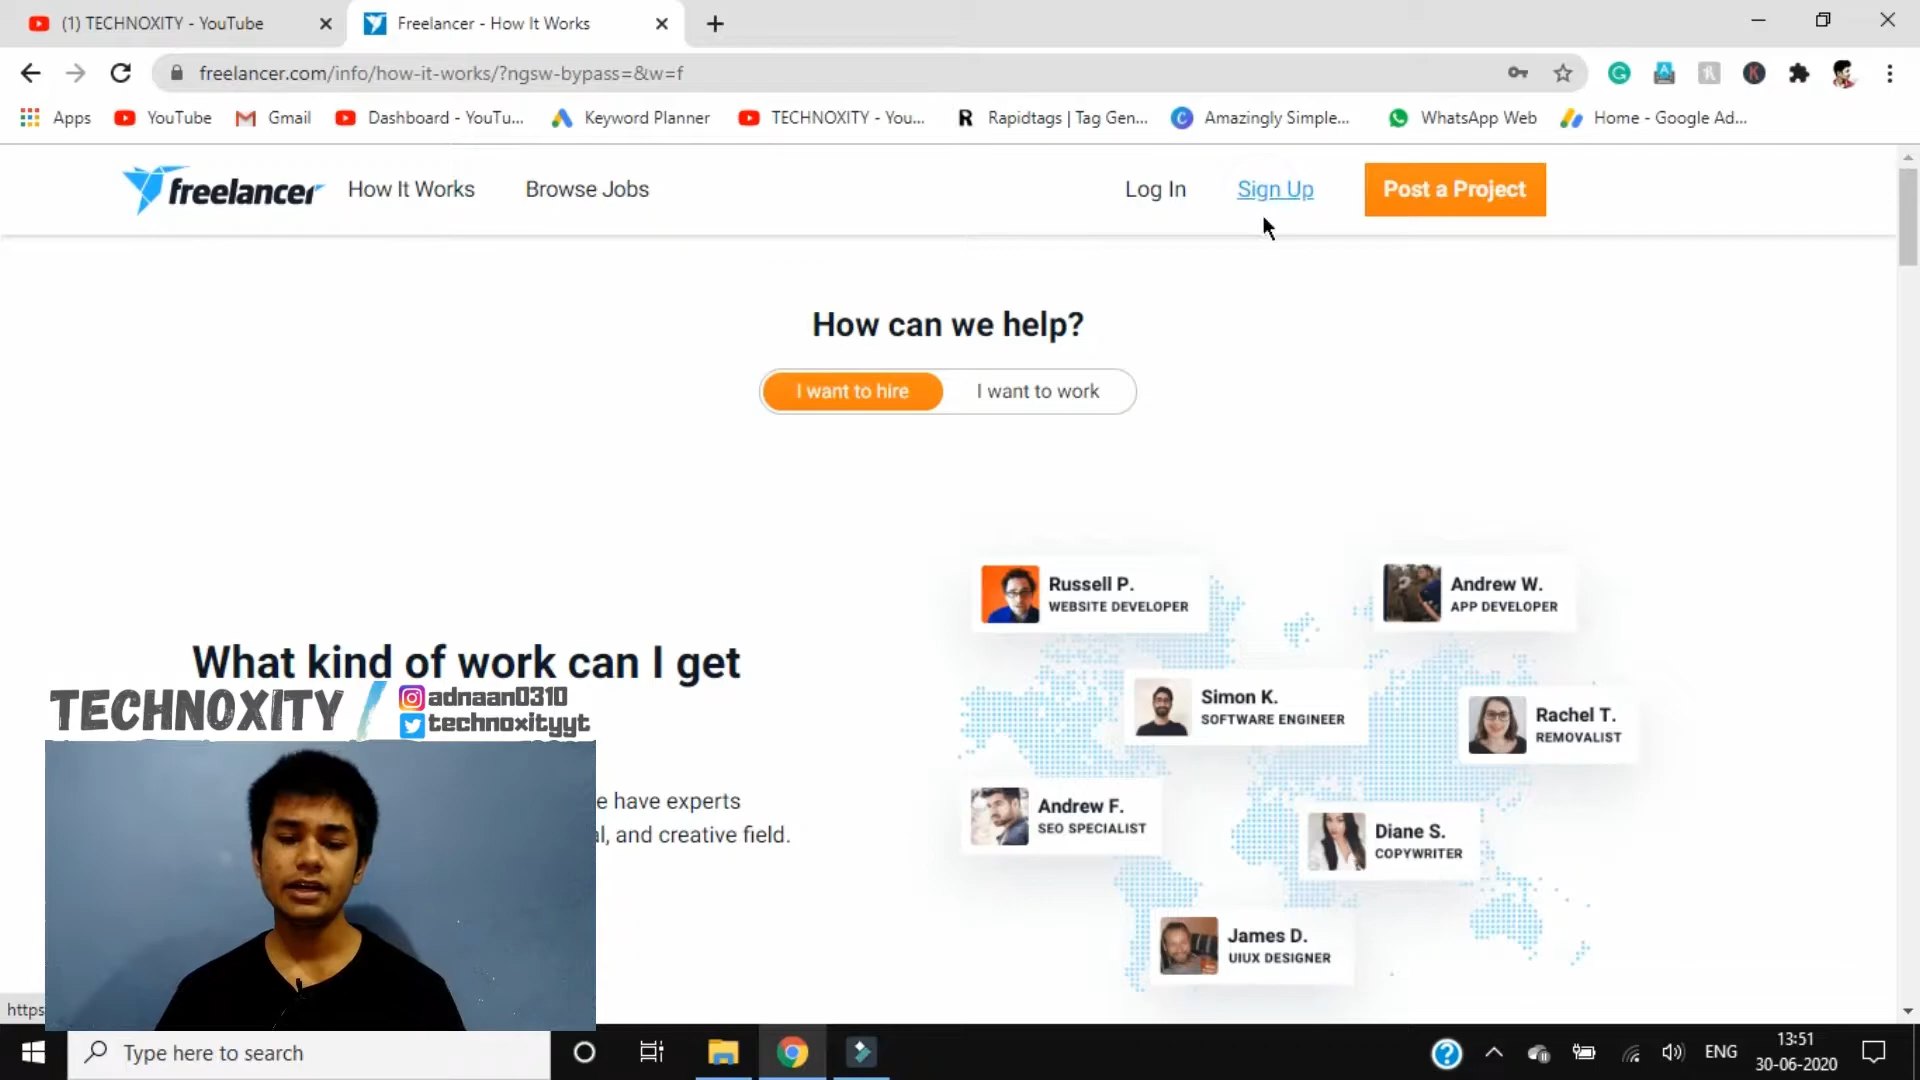 (1) TECHNOXITY - YouTube
Freelancer - How It Works
freelancer.com/info/how-it-works/?ngsw-bypass=&w=f
Apps
YouTube
Gmail
Dashboard - YouTu...
Keyword Planner
TECHNOXITY - You...
Rapidtags | Tag Gen...
Amazingly Simple...
WhatsApp Web
Home - Google Ad...
freelancer
How It Works
Browse Jobs
Log In
Sign Up
Post a Project
How can we help?
I want to hire
I want to work
Russell P.
WEBSITE DEVELOPER
Andrew W.
APP DEVELOPER
What kind of work can I get
Simon K.
SOFTWARE ENGINEER
Rachel T.
REMOVALIST
TECHNOXITY
adnaan0310
technoxityyt
e have experts
al, and creative field.
Andrew F.
SEO SPECIALIST
Diane S.
COPYWRITER
James D.
UIUX DESIGNER
https
Type here to search
ENG
13:51
30-06-2020